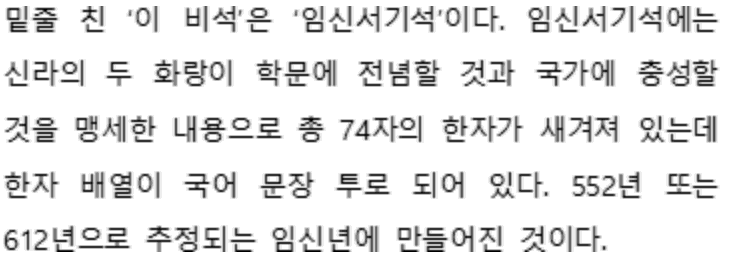 밑줄 친 '이 비석'은 '임신서기석'이다. 임신서기석에는
신라의 두 화랑이 학문에 전념할 것과 국가에 충성할
것을 맹세한 내용으로 총 74자의 한자가 새겨져 있는데
한자 배열이 국어 문장 투로 되어 있다. 552년 또는
612년으로 추정되는 임신년에 만들어진 것이다.